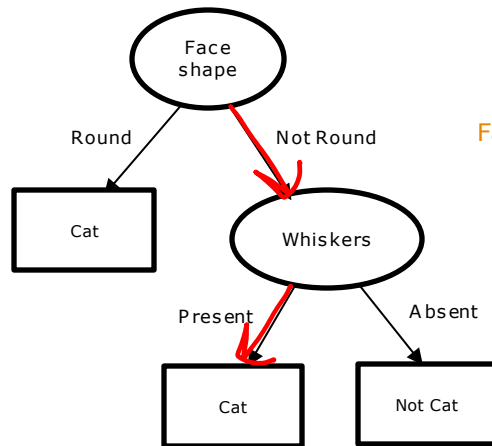 Face
shape
Round
Not Round
F
Cat
Whiskers
Present
Absent
Cat
Not Cat